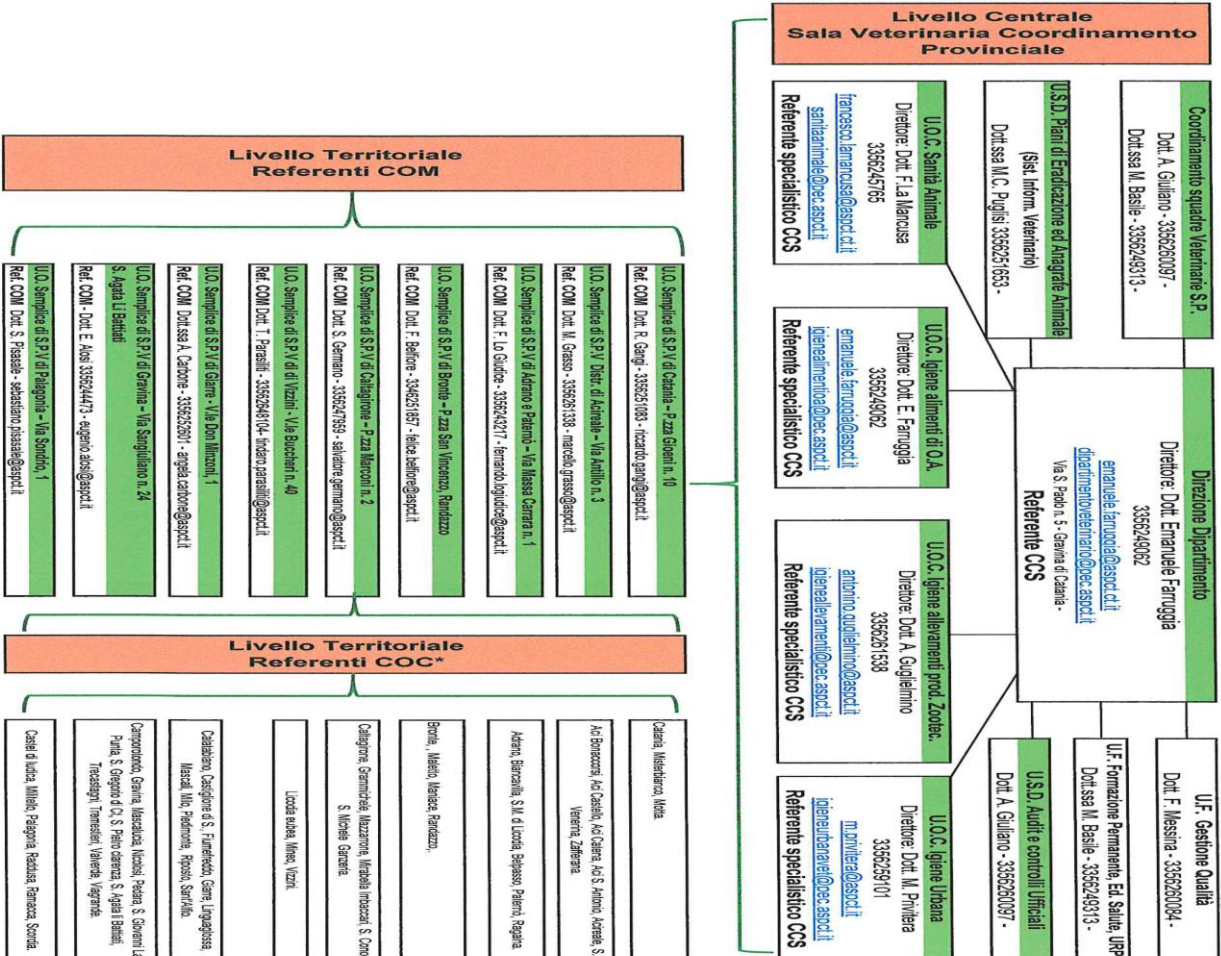 Livello Centrale
Sala Veterinaria Coordinamento
Provinciale
Coordinamento squadre Veterinarie S.P.
Dott. A. Giuliano - 3356260097 -
Dott.ssa M. Basile - 3356249313 -
U.S.D. Piani di Eradicazione ed Anagrafe Animale
(Sist. Inform. Veterinario)
Dott.ssa M.C. Puglisi 3356251653 -
Direzione Dipartimento
Direttore: Dott. Emanuele Farruggia
3356249062
emanuele.farruggia@aspct.ct.it
dipartimentoveterinario@pec.aspct.it
Via S. Paolo n. 5 - Gravina di Catania -
Referente CCS
U.F. Gestione Qualità
Dott. F. Messina - 3356260084 -
U.F. Formazione Permanente, Ed. Salute, URP
Dott.ssa M. Basile - 3356249313 -
U.S.D. Audit e controlli Ufficiali
Dott. A. Giuliano - 3356260097 -
U.O.C. Sanità Animale
Direttore: Dott. F.La Mancusa
3356245765
francesco.lamancusa@aspct.ct.it
sanitaanimale@pec.aspct.it
Referente specialistico CCS
U.O.C. Igiene alimenti di O.A.
Direttore: Dott. E. Farruggia
3356249062
emanuele.farruggia@aspct.it
igienealimentioa@pec.aspct.it
Referente specialistico CCS
U.O.C. Igiene allevamenti prod. Zootec.
Direttore: Dott. A. Guglielmino
3356261538
antonino.guglielmino@aspct.it
igieneallevamenti@pec.aspct.it
Referente specialistico CCS
U.O.C. Igiene Urbana
Direttore: Dott. M. Privitera
3356259101
m.privitera@aspct.it
igieneurbanavet@pec.aspct.it
Referente specialistico CCS
Livello Territoriale
Referenti COM
U.O. Semplice di S.P.V di Catania – P.zza Gioeni n. 10
Ref. COM Dott. R. Gangi - 3356251083 - riccardo.gangi@aspct.it
U.O. Semplice di S.P.V Distr. di Acireale – Via Antillo n. 3
Ref. COM Dott. M. Grasso - 3356261338 - marcello.grasso@aspct.it
U.O. Semplice di S.P.V di Adrano e Paternò – Via Massa Carrara n. 1
Ref. COM Dott. F. Lo Giudice - 3356243217 - fernando.logiudice@aspct.it
U.O. Semplice di S.P.V di Bronte – P.zza San Vincenzo, Randazzo
Ref. COM Dott. F. Belfiore - 3346251857 - felice.belfiore@aspct.it
U.O. Semplice di S.P.V di Caltagirone – P.zza Marconi n. 2
Ref. COM Dott. S. Germano - 3356247959 - salvatore.germano@aspct.it
U.O. Semplice di S.P.V di di Vizzini - V.le Buccheri n. 40
Ref. COM Dott. T. Parasiliti - 3356264810​4- tindaro.parasiliti@aspct.it
U.O. Semplice di S.P.V di Giarre - V.le Don Minzoni, 1
Ref. COM Dott.ssa A. Carbone - 3356252601 - angela.carbone@aspct.it
U.O. Semplice di S.P.V di Gravina – Via Sangiuliano n. 24
S. Agata Li Battiati
Ref. COM - Dott. E. Alosi 3356244473 - eugenio.alosi@aspct.it
U.O. Semplice di S.P.V di Palagonia – Via Sondrio, 1
Ref. COM Dott. S. Pisasale - sebastiano.pisasale@aspct.it
Livello Territoriale
Referenti COC*
Catania, Misterbianco, Motta.
Aci Bonaccorsi, Aci Castello, Aci Catena, Aci S. Antonio, Acireale, S.
Venerina, Zafferana.
Adrano, Biancavilla, S.M. di Licodia, Belpasso, Paternò, Ragalna.
Bronte,, Maletto, Maniace, Randazzo,.
Caltagirone, Grammichele, Mazzarrone, Mirabella Imbaccari, S. Cono
S. Michele Ganzeria.
Licodia eubea, Mineo, Vizzini.
Calatabiano, Castiglione di S., Fiumefreddo, Giarre, Linguaglossa,
Mascali, Milo, Piedimonte, Riposto, Sant'Alfio.
Camporotondo, Gravina, Mascalucia, Nicolosi, Pedara, S. Giovanni La
Punta, S. Gregorio di Ct, S. Pietro clarenza, S. Agata li Battiati,
Trecastagni, Tremestieri, Valverde, Viagrande.
Castel di Iudica, Militello, Palagonia, Raddusa, Ramacca, Scordia.